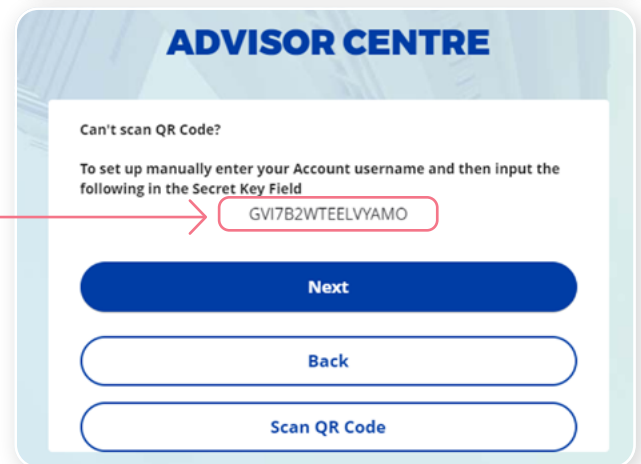 ADVISOR CENTRE
Can't scan QR Code?
To set up manually enter your Account username and then input the
following in the Secret Key Field
GVI7B2WTEELVYAMO
Next
Back
Scan QR Code